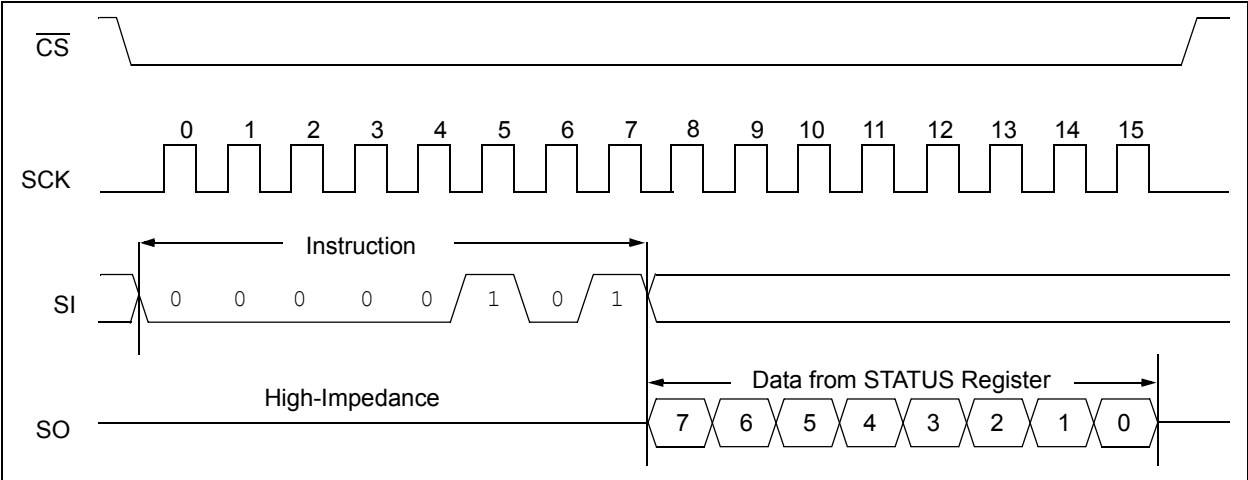 CS
0 1 2 3 4 5 6 7 8 9 10 11 12 13 14 15
SCK
Instruction
SI 0 0 0 0 0 1 0 1
Data from STATUS Register
High-Impedance
SO 7 6 5 4 3 2 1 0